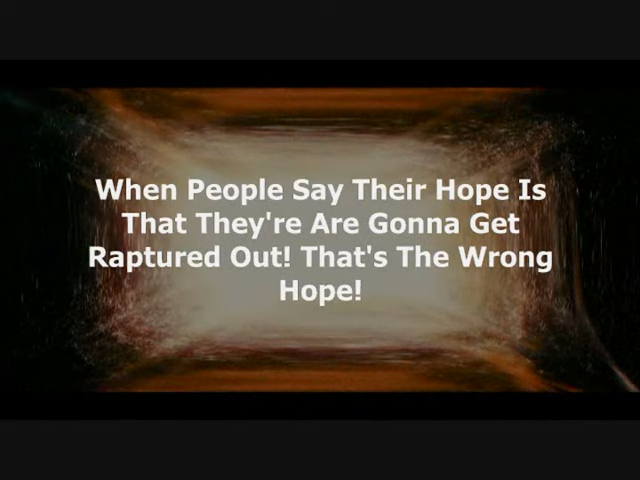 When People Say Their Hope Is
That They're Are Gonna Get
Raptured Out! That's The Wrong
Hope!